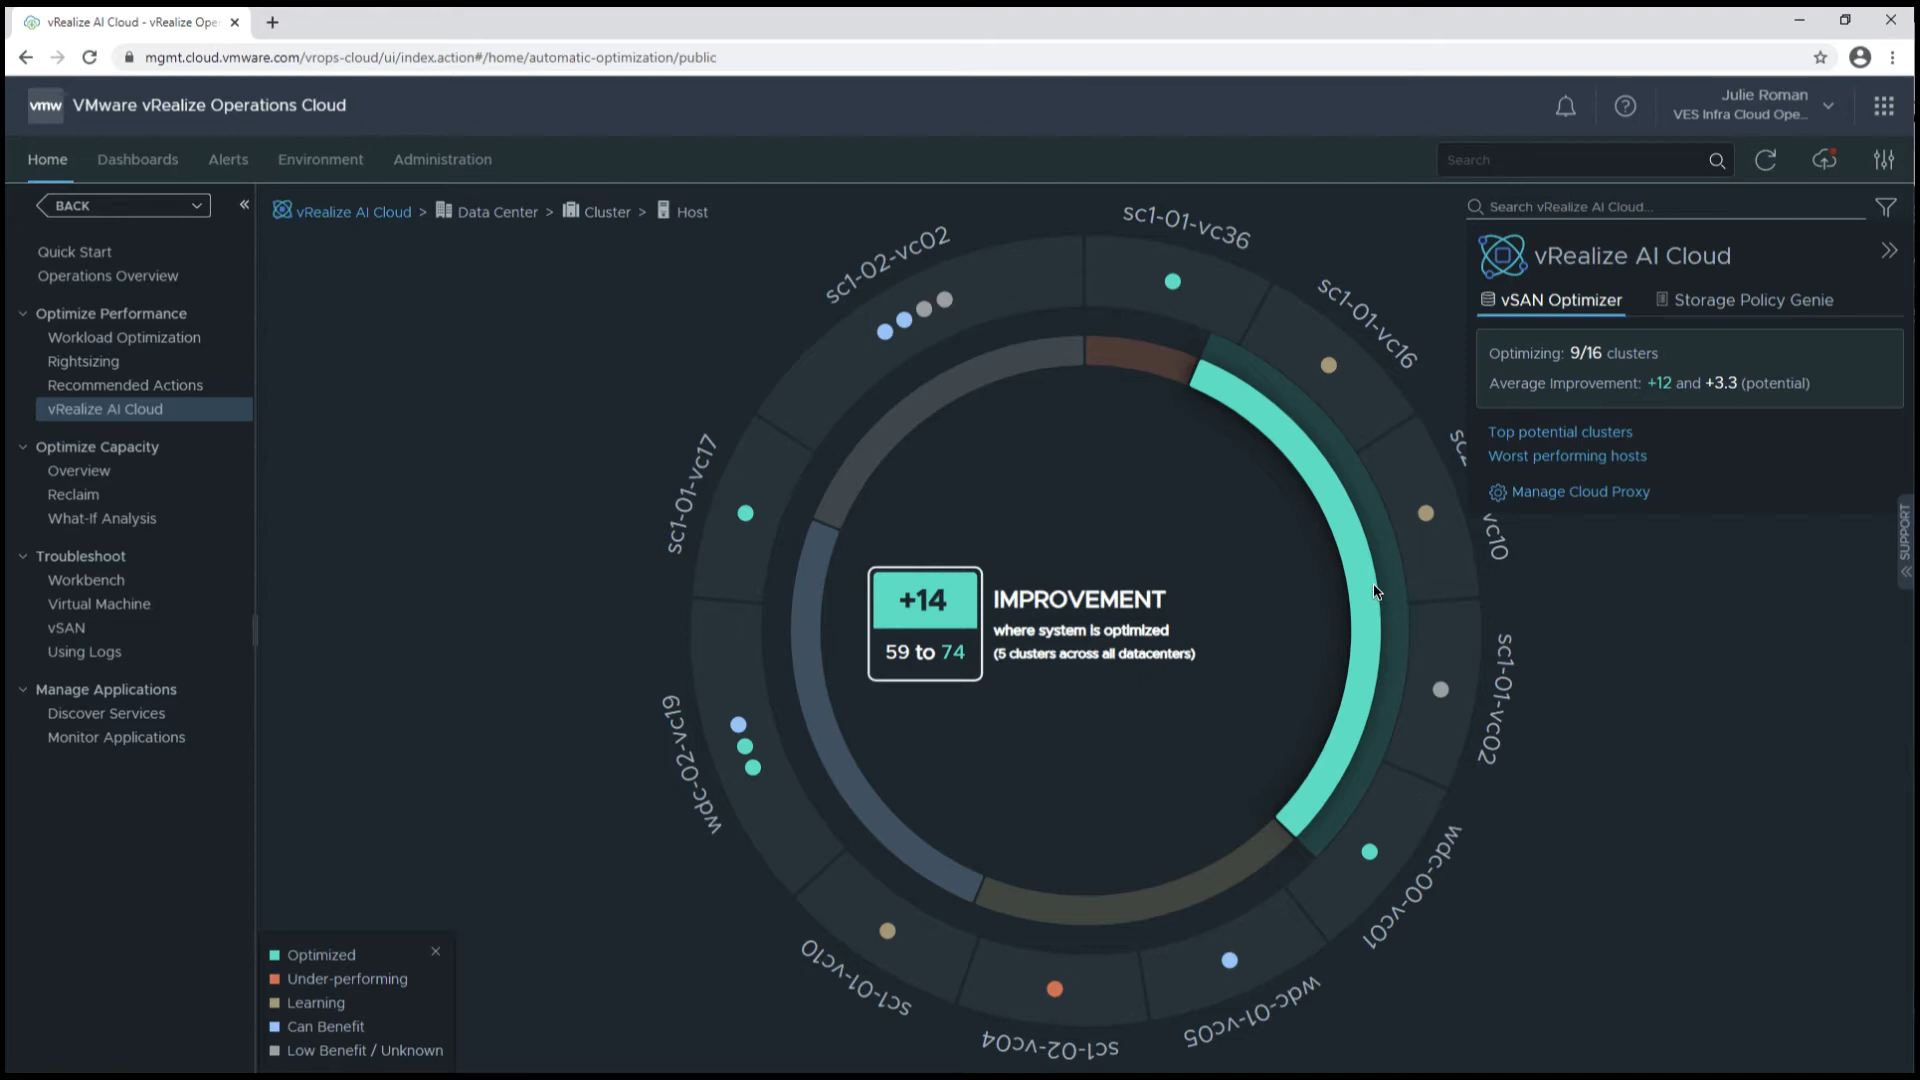 vRealize AI Cloud - vRealize Ope
mgmt.cloud.vmware.com/vrops-cloud/ui/index.action#/home/automatic-optimization/public
vmw VMware vRealize Operations Cloud
Julie Roman
VES Infra Cloud Ope...
Home Dashboards Alerts Environment Administration
Search
BACK
Quick Start
Operations Overview
Optimize Performance
Workload Optimization
Rightsizing
Recommended Actions
vRealize AI Cloud
Optimize Capacity
Overview
Reclaim
What-If Analysis
Troubleshoot
Workbench
Virtual Machine
vSAN
Using Logs
Manage Applications
Discover Services
Monitor Applications
vRealize AI Cloud > Data Center > Cluster > Host
sc1-01-vc36
sc1-01-vc16
vc10
sc1-01-vc02
wdc-00-vc01
wdc-01-vc05
sc1-02-vc04
sc1-01-vc10
wdc-02-vc19
sc1-01-vc17
sc1-02-vc02
+14
59 to 74
IMPROVEMENT
where system is optimized
(5 clusters across all datacenters)
Search vRealize AI Cloud...
vRealize AI Cloud
vSAN Optimizer Storage Policy Genie
Optimizing: 9/16 clusters
Average Improvement: +12 and +3.3 (potential)
Top potential clusters
Worst performing hosts
Manage Cloud Proxy
SUPPORT
Optimized
Under-performing
Learning
Can Benefit
Low Benefit / Unknown